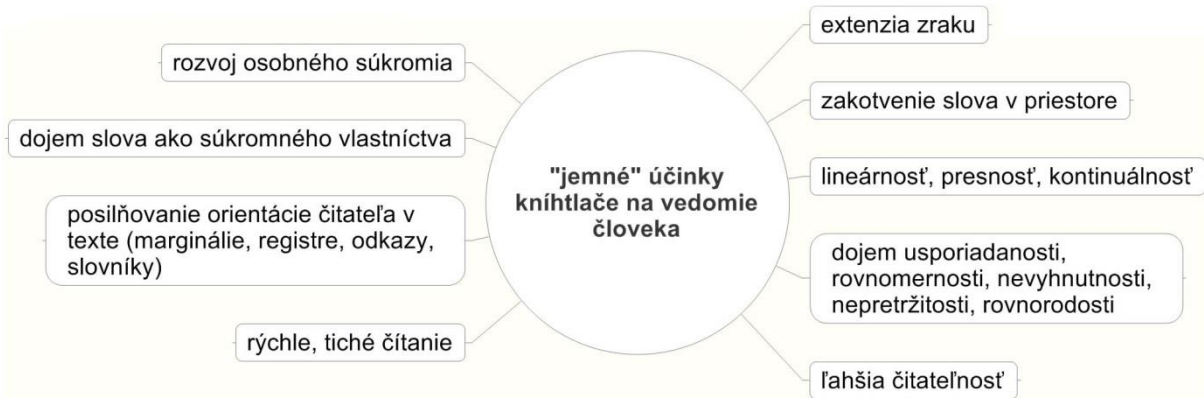 rozvoj osobného súkromia
dojem slova ako súkromného vlastníctva
posilňovanie orientácie čitateľa v
texte (marginálie, registre, odkazy,
slovníky)
rýchle, tiché čítanie
"jemné" účinky
kníhtlače na vedomie
človeka
extenzia zraku
zakotvenie slova v priestore
lineárnosť, presnosť, kontinuálnosť
dojem usporiadanosti,
rovnomernosti, nevyhnutnosti,
nepretržitosti, rovnorodosti
ľahšia čitateľnosť